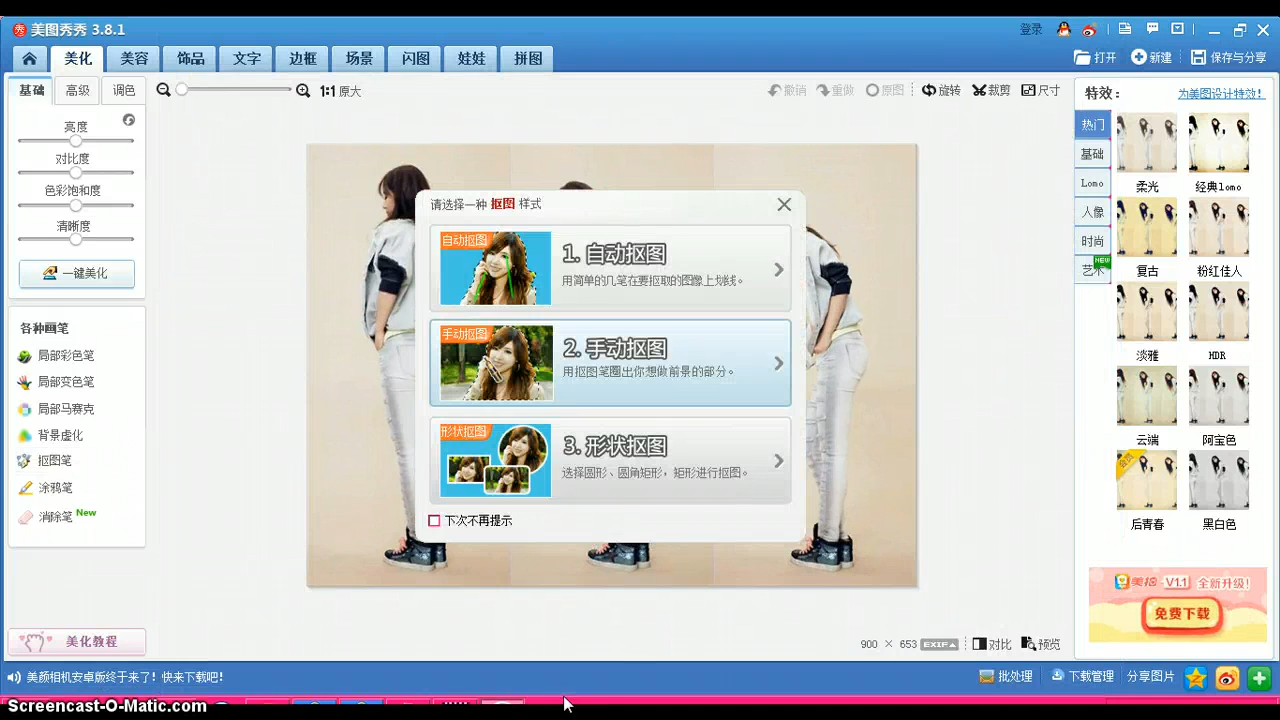 美图秀秀 3.8.1
登录
美化 美容 饰品 文字 边框 场景 闪图 娃娃 拼图
打开 新建 保存与分享
基础 高级 调色
1:1 原大
撤消 重做 原图 旋转 裁剪 尺寸
亮度
对比度
色彩饱和度
清晰度
一键美化
各种画笔
局部彩色笔
局部变色笔
局部马赛克
背景虚化
抠图笔
涂鸦笔
消除笔 New
美化教程
请选择一种 抠图 样式
自动抠图
1. 自动抠图
用简单的几笔在要抠取的图像上划线。
手动抠图
2. 手动抠图
用抠图笔圈出你想做前景的部分。
形状抠图
3. 形状抠图
选择圆形、圆角矩形，矩形进行抠图。
下次不再提示
特效：
为美图设计特效！
热门
基础
Lomo
人像
时尚
艺术
NEW
柔光 经典lomo
复古 粉红佳人
淡雅 HDR
云端 阿宝色
会员
后青春 黑白色
美拍 V1.1 全新升级!
免费下载
900 × 653 EXIF 对比 预览
美颜相机安卓版终于来了！快来下载吧!
批处理 下载管理 分享图片
Screencast-O-Matic.com